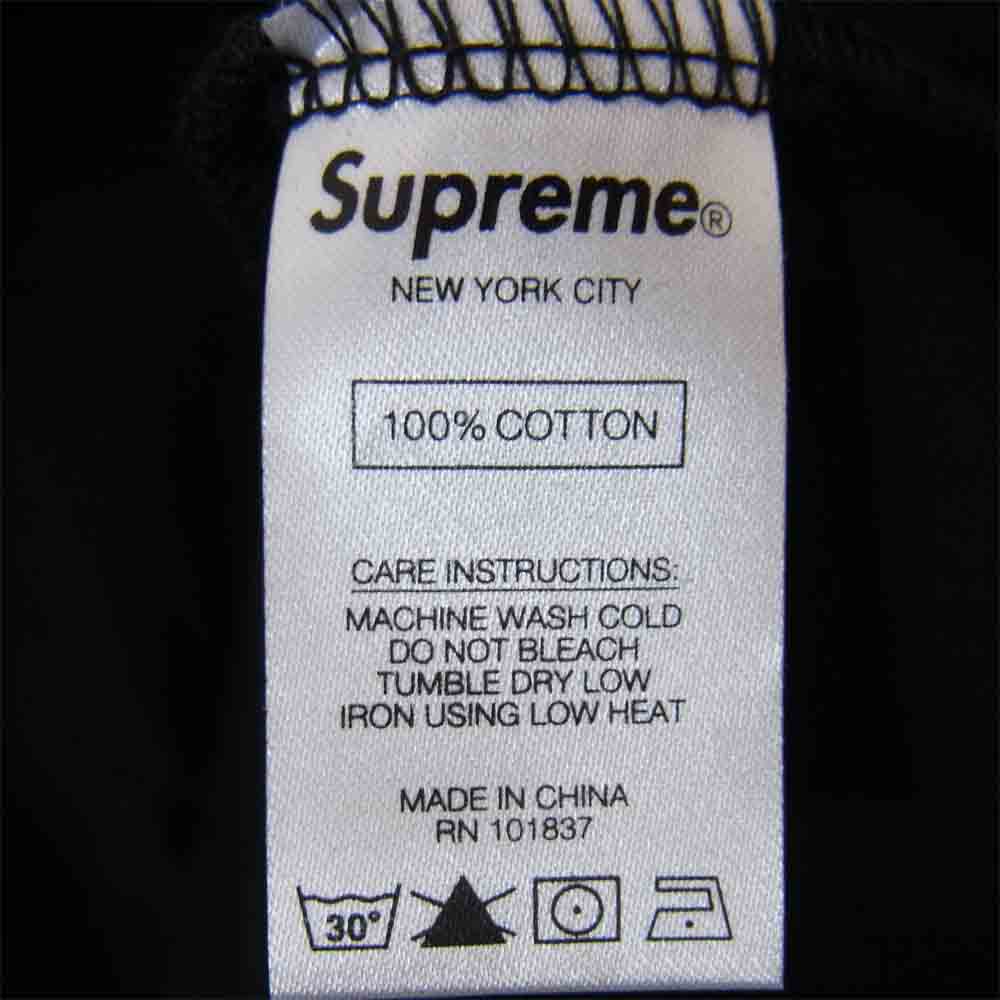 Supreme®
NEW YORK CITY
100% COTTON
CARE INSTRUCTIONS:
MACHINE WASH COLD
DO NOT BLEACH
TUMBLE DRY LOW
IRON USING LOW HEAT
MADE IN CHINA
RN 101837
30°